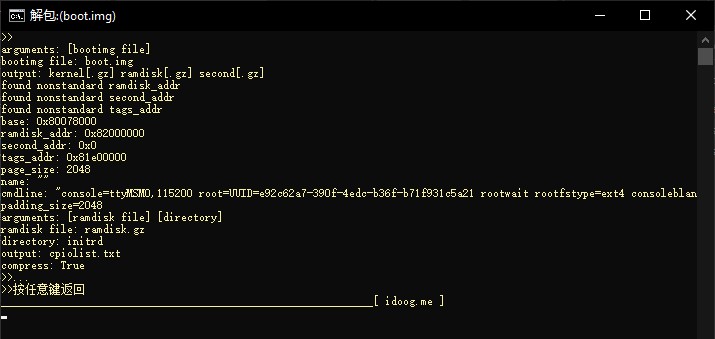 解包:(boot.img)
>>
arguments: [bootimg file]
bootimg file: boot.img
output: kernel[.gz] ramdisk[.gz] second[.gz]
found nonstandard ramdisk_addr
found nonstandard second_addr
found nonstandard tags_addr
base: 0x80078000
ramdisk_addr: 0x82000000
second_addr: 0x0
tags_addr: 0x81e00000
page_size: 2048
name: ""
cmdline: "console=ttyMSM0,115200 root=UUID=e92c62a7-390f-4edc-b36f-b71f931c5a21 rootwait rootfstype=ext4 consoleblan
padding_size=2048
arguments: [ramdisk file] [directory]
ramdisk file: ramdisk.gz
directory: initrd
output: cpiolist.txt
compress: True
>>...
>>按任意键返回
[ idoog.me ]